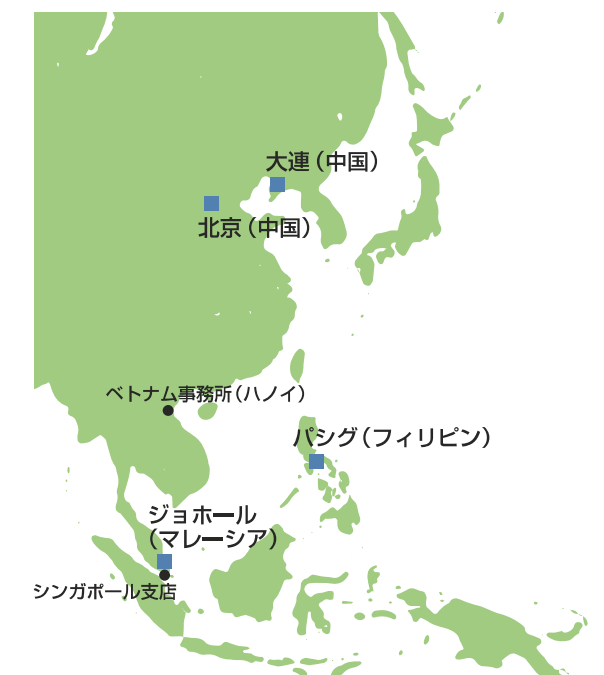 大連（中国）
北京（中国）
ベトナム事務所（ハノイ）
パシグ（フィリピン）
ジョホール
（マレーシア）
シンガポール支店